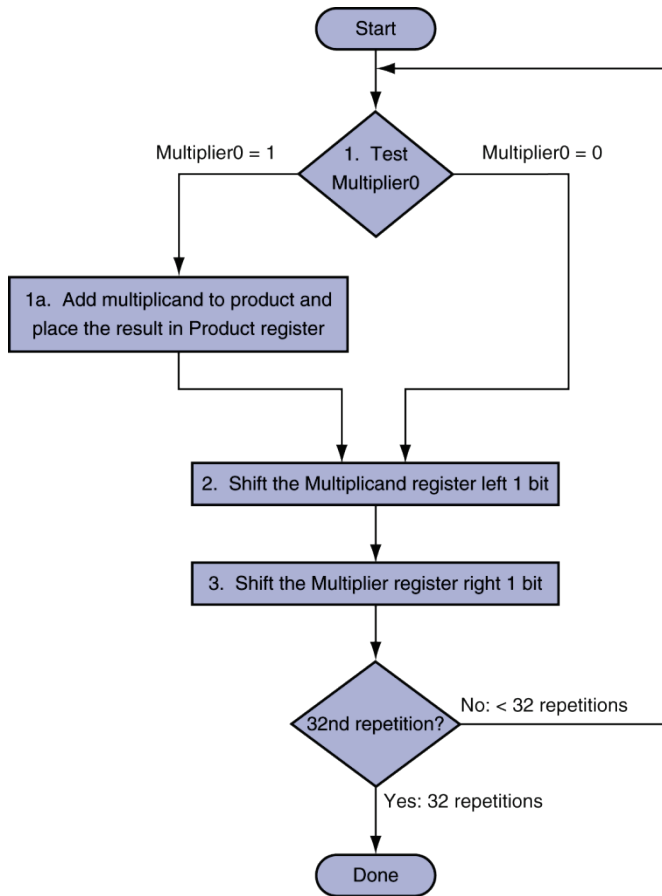 Start
Multiplier0 = 1
1. Test
Multiplier0
Multiplier0 = 0
1a. Add multiplicand to product and
place the result in Product register
2. Shift the Multiplicand register left 1 bit
3. Shift the Multiplier register right 1 bit
32nd repetition?
No: < 32 repetitions
Yes: 32 repetitions
Done